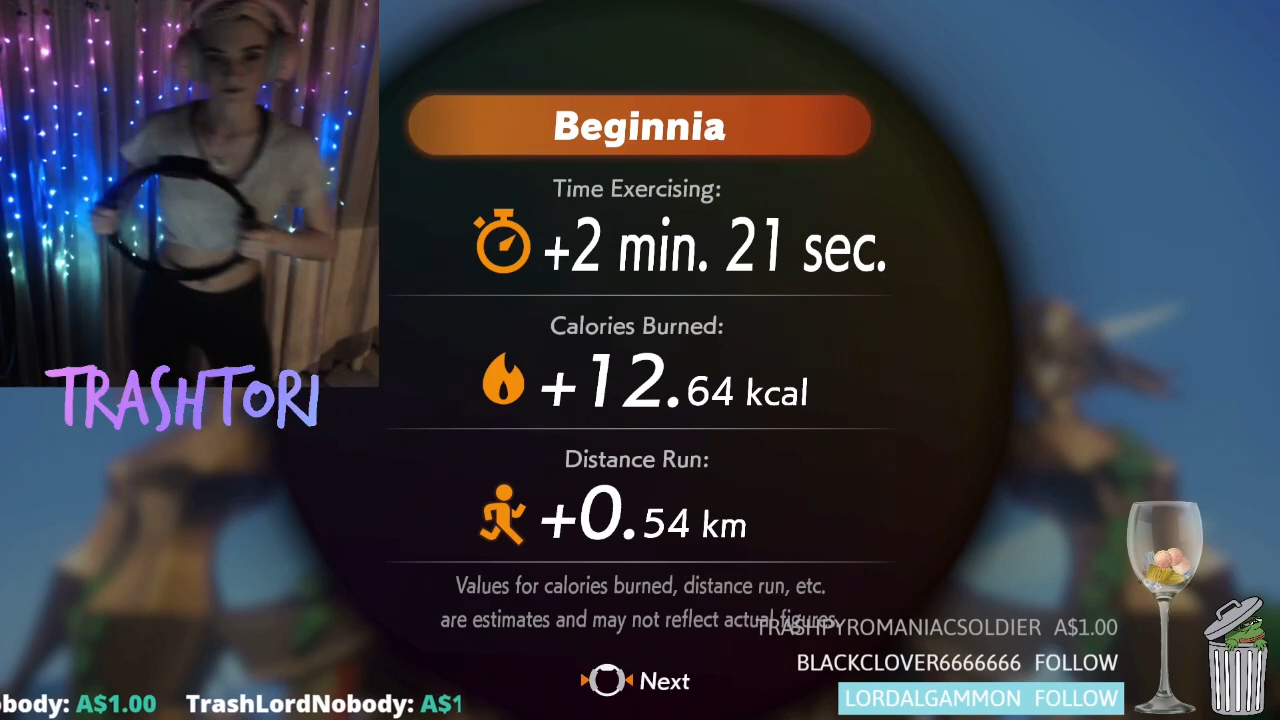 Beginnia
Time Exercising:
+2 min. 21 sec.
Calories Burned:
+12.64 kcal
Distance Run:
+0.54 km
Values for calories burned, distance run, etc.
are estimates and may not reflect actual figures.
Next
TRASHTORI
TRASHPYROMANIACSOLDIER A$1.00
BLACKCLOVER6666666 FOLLOW
LORDALGAMMON FOLLOW
obody: A$1.00 TrashLordNobody: A$1